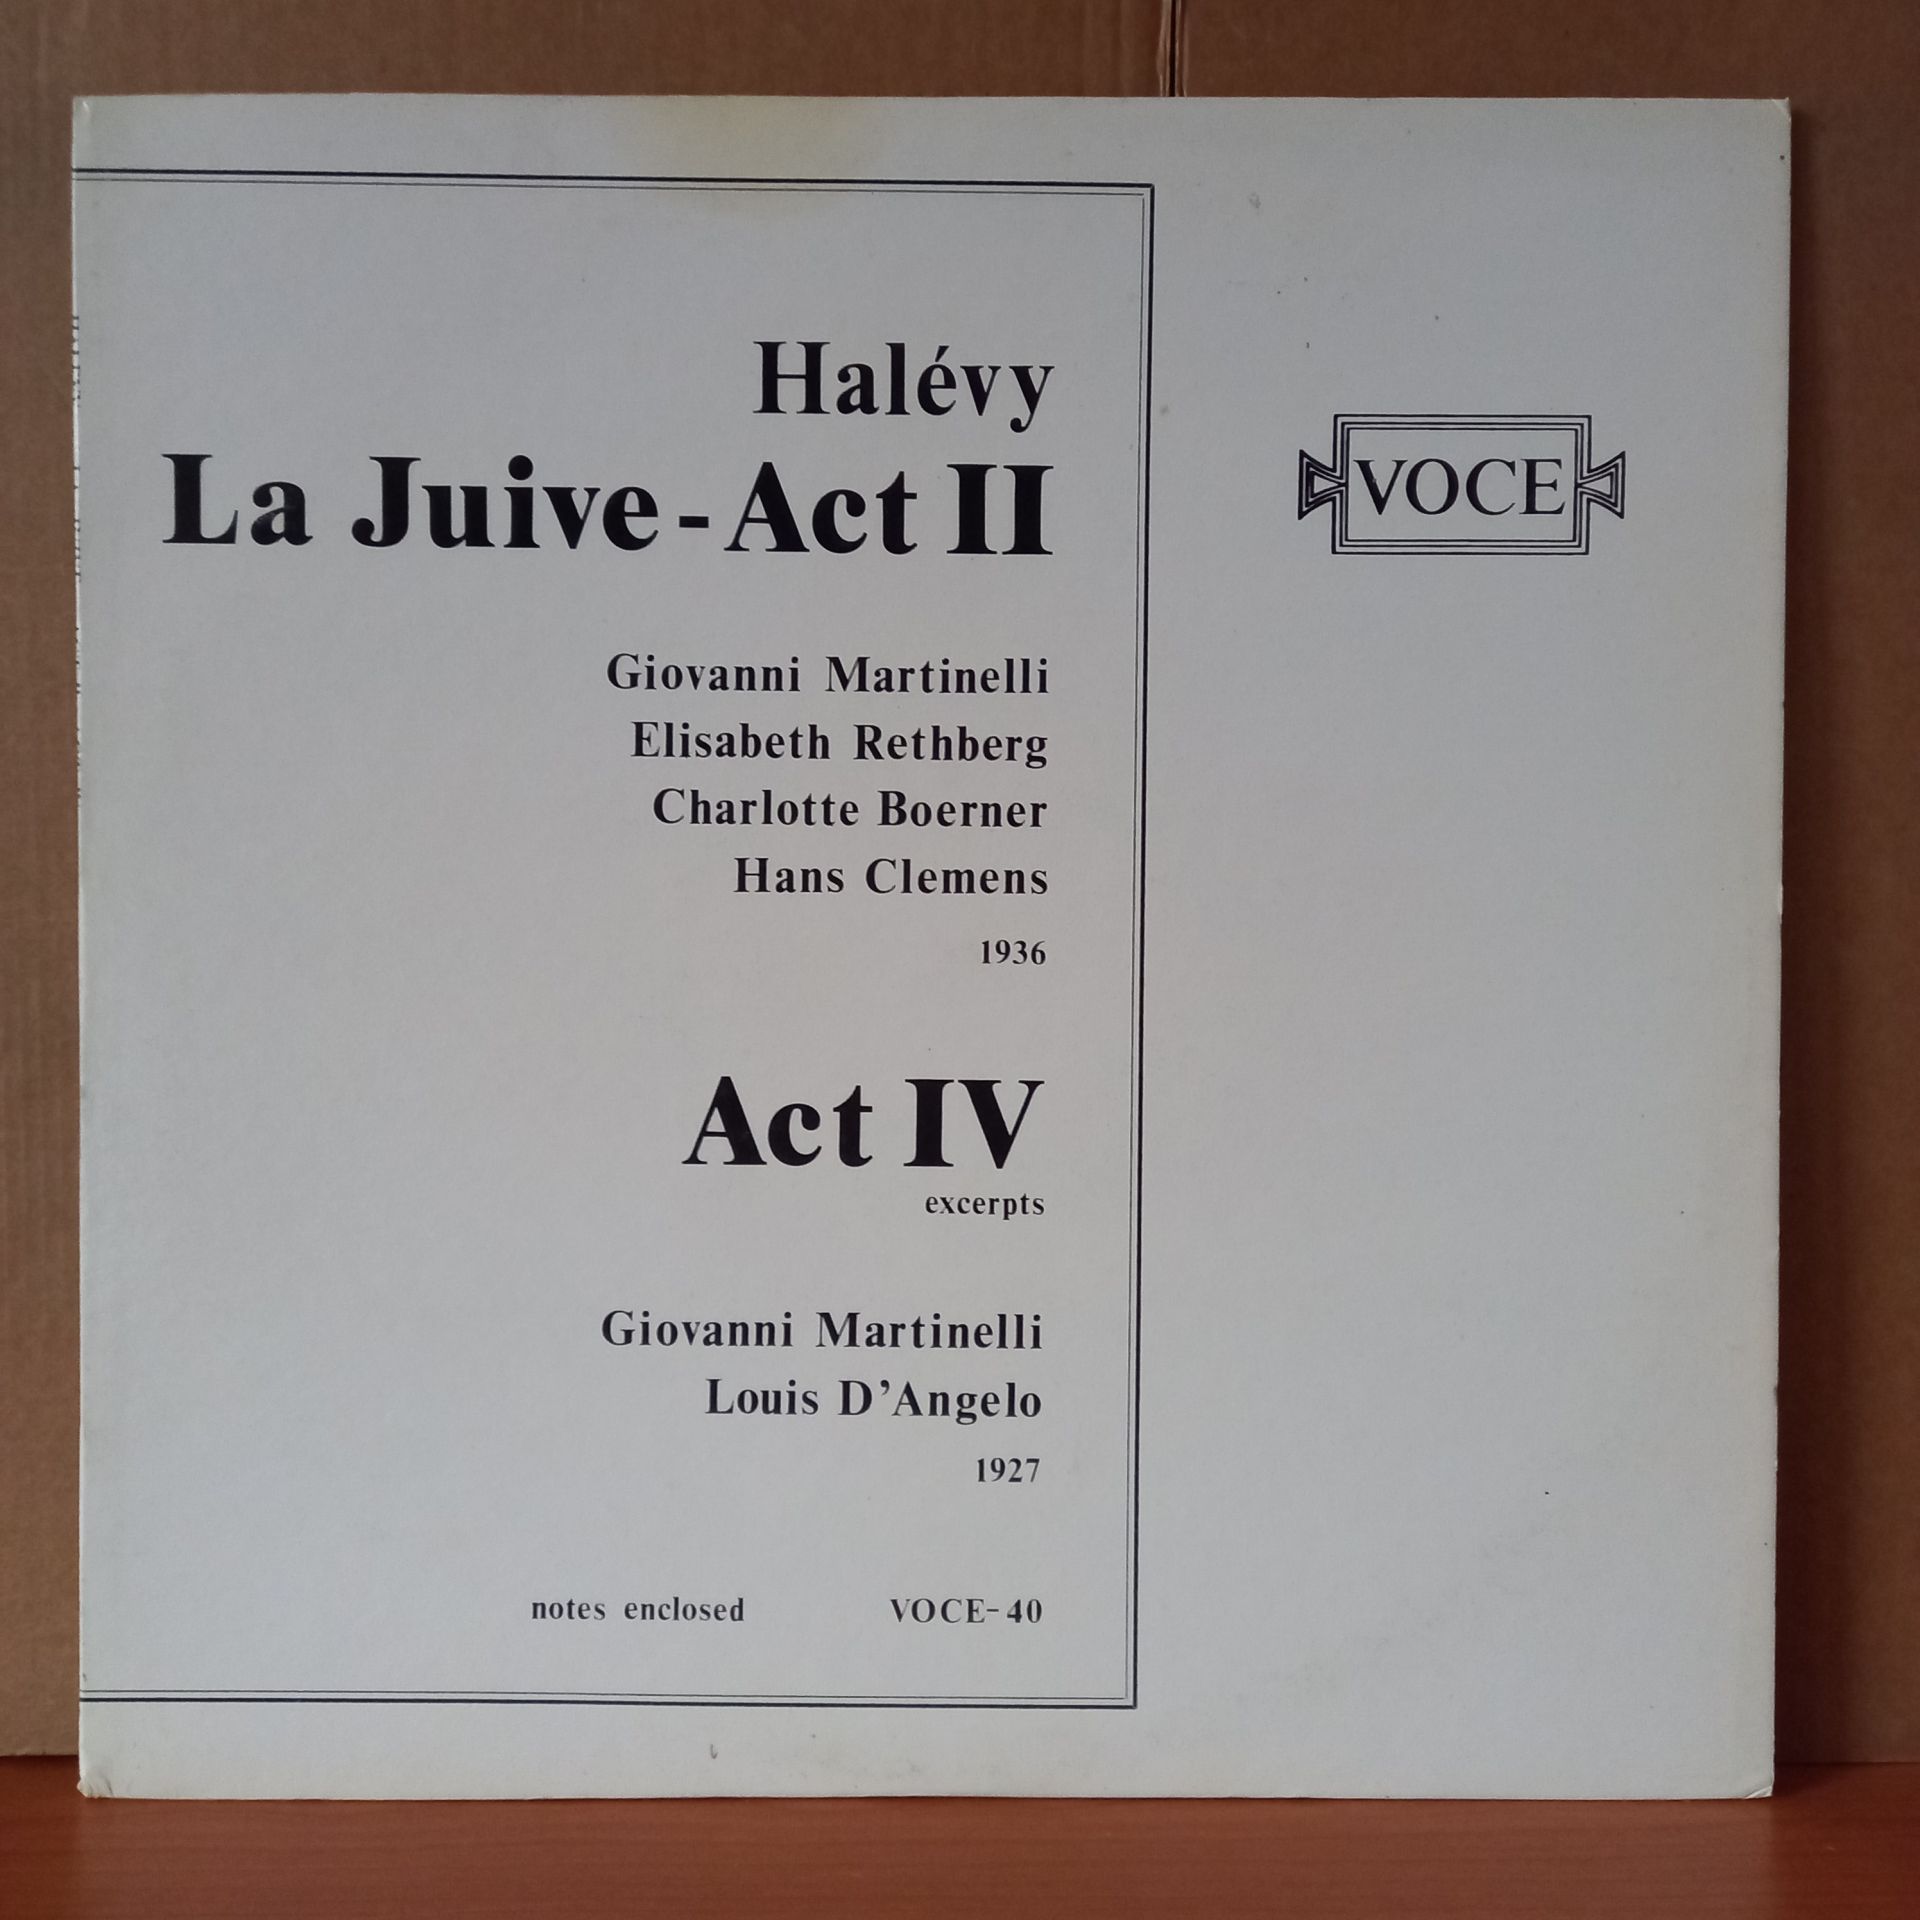 Halévy
La Juive - Act II
VOCE
Giovanni Martinelli
Elisabeth Rethberg
Charlotte Boerner
Hans Clemens
1936
Act IV
excerpts
Giovanni Martinelli
Louis D'Angelo
1927
notes enclosed VOCE-40